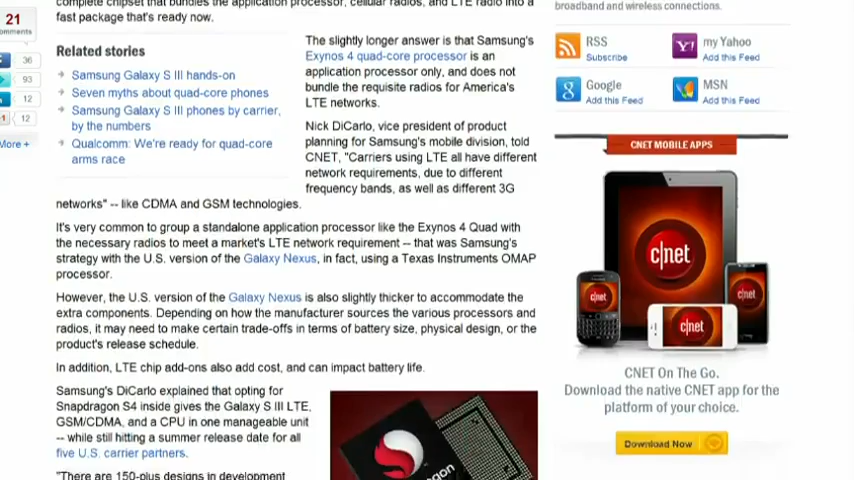 complete chipset that bundles the application processor, cellular radios, and LTE radio into a
fast package that's ready now.
21
comments
36
93
12
12
More +
Related stories
Samsung Galaxy S III hands-on
Seven myths about quad-core phones
Samsung Galaxy S III phones by carrier,
by the numbers
Qualcomm: We're ready for quad-core
arms race
The slightly longer answer is that Samsung's
Exynos 4 quad-core processor is an
application processor only, and does not
bundle the requisite radios for America's
LTE networks.
Nick DiCarlo, vice president of product
planning for Samsung's mobile division, told
CNET, "Carriers using LTE all have different
network requirements, due to different
frequency bands, as well as different 3G
networks" -- like CDMA and GSM technologies.
It's very common to group a standalone application processor like the Exynos 4 Quad with
the necessary radios to meet a market's LTE network requirement -- that was Samsung's
strategy with the U.S. version of the Galaxy Nexus, in fact, using a Texas Instruments OMAP
processor.
However, the U.S. version of the Galaxy Nexus is also slightly thicker to accommodate the
extra components. Depending on how the manufacturer sources the various processors and
radios, it may need to make certain trade-offs in terms of battery size, physical design, or the
product's release schedule.
In addition, LTE chip add-ons also add cost, and can impact battery life.
Samsung's DiCarlo explained that opting for
Snapdragon S4 inside gives the Galaxy S III LTE,
GSM/CDMA, and a CPU in one manageable unit
-- while still hitting a summer release date for all
five U.S. carrier partners.
"There are 150-plus designs in development
broadband and wireless connections.
RSS
Subscribe
my Yahoo
Add this Feed
Google
Add this Feed
MSN
Add this Feed
CNET MOBILE APPS
c|net
c|net
c|net
c|net
CNET On The Go.
Download the native CNET app for the
platform of your choice.
Download Now